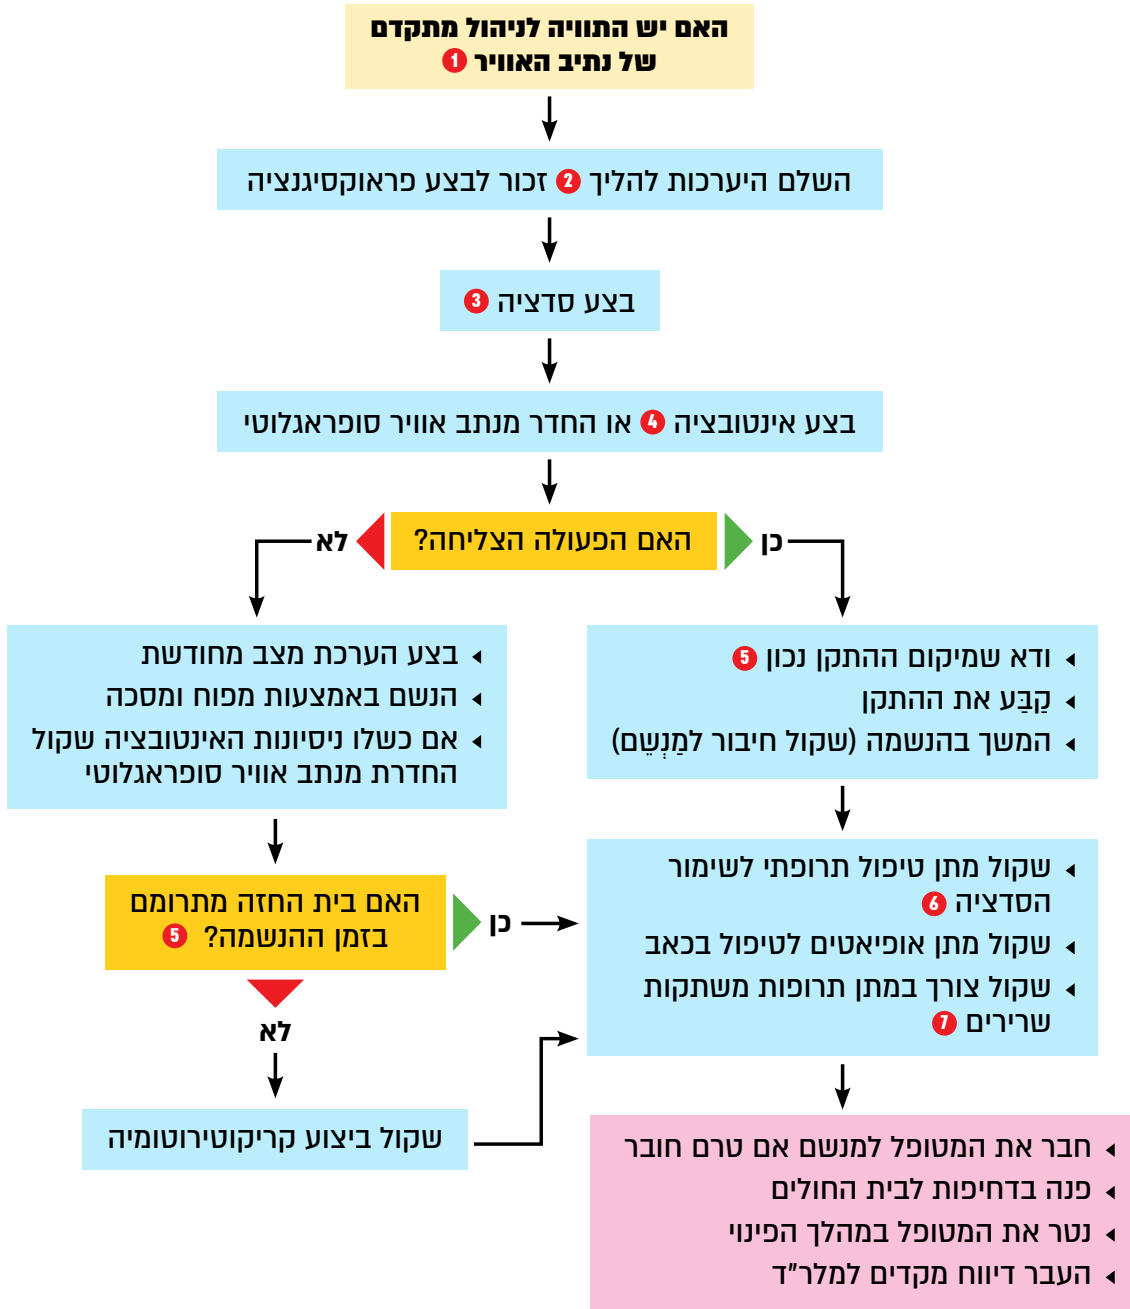 האם יש התוויה לניהול מתקדם
של נתיב האוויר 1
השלם היערכות להליך 2 זכור לבצע פראוקסיגנציה
בצע סדציה 3
בצע אינטובציה 4 או החדר מנתב אוויר סופראגלוטי
האם הפעולה הצליחה?
כן
לא
ודא שמיקום ההתקן נכון 5
קַבַּע את ההתקן
המשך בהנשמה (שקול חיבור למַנְשֵׁם)
בצע הערכת מצב מחודשת
הנשם באמצעות מפוח ומסכה
אם כשלו ניסיונות האינטובציה שקול
החדרת מנתב אוויר סופראגלוטי
האם בית החזה מתרומם
בזמן ההנשמה? 5
כן
לא
שקול ביצוע קריקוטירוטומיה
שקול מתן טיפול תרופתי לשימור
הסדציה 6
שקול מתן אופיאטים לטיפול בכאב
שקול צורך במתן תרופות משתקות
שרירים 7
חבר את המטופל למנשם אם טרם חובר
פנה בדחיפות לבית החולים
נטר את המטופל במהלך הפינוי
העבר דיווח מקדים למלר"ד